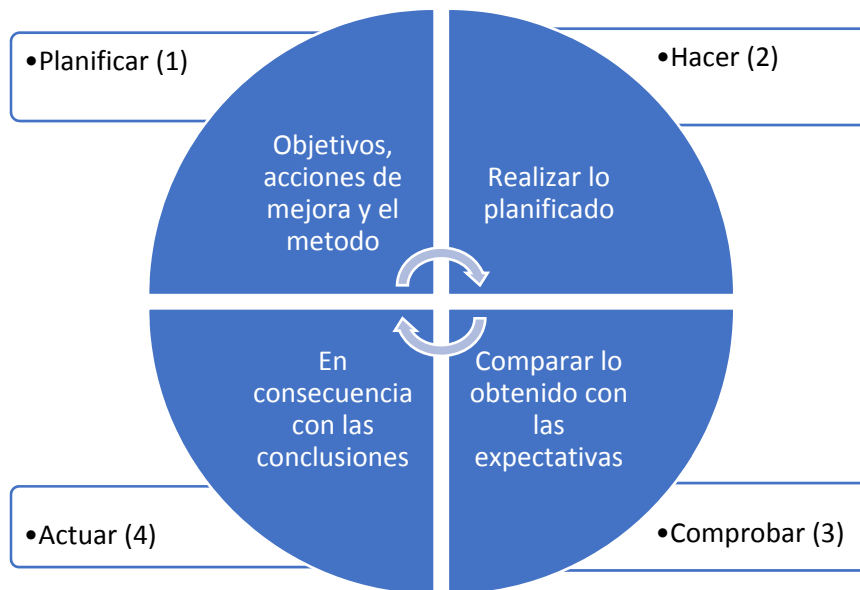 •Planificar (1)
•Hacer (2)
Objetivos,
acciones de
mejora y el
metodo
Realizar lo
planificado
En
consecuencia
con las
conclusiones
Comparar lo
obtenido con
las
expectativas
•Actuar (4)
•Comprobar (3)